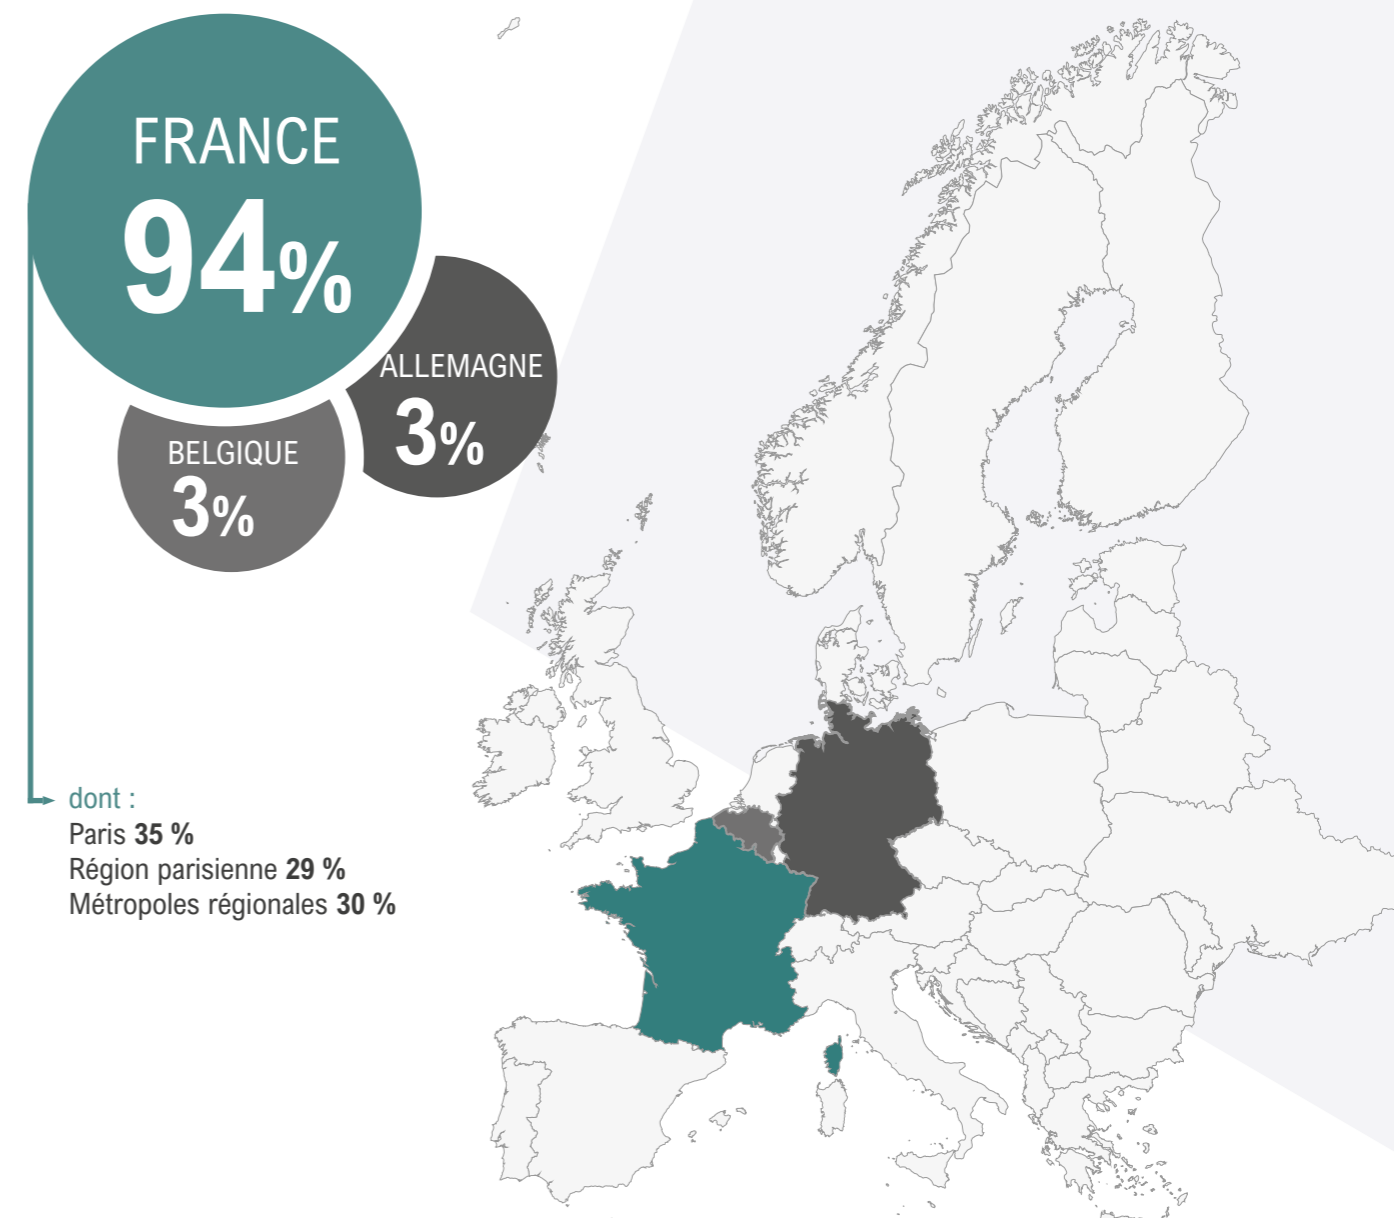 FRANCE
94%
ALLEMAGNE
3%
BELGIQUE
3%
dont :
Paris 35 %
Région parisienne 29 %
Métropoles régionales 30 %